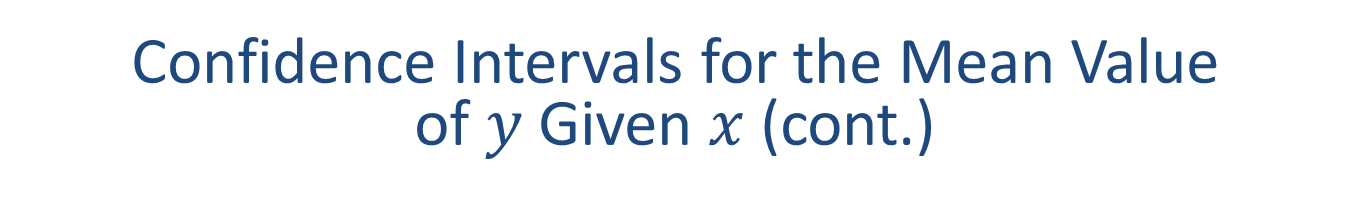 Confidence Intervals for the Mean Value
of y Given x (cont.)